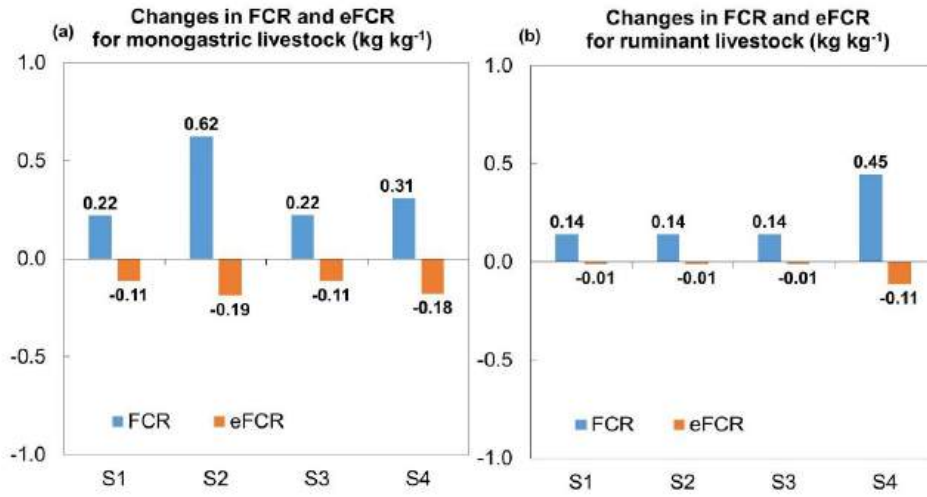 (a)
Changes in FCR and eFCR
for monogastric livestock (kg kg⁻¹)
1.0
0.5
0.0
-0.5
-1.0
0.22
0.62
0.22
0.31
-0.11
-0.19
-0.11
-0.18
FCR
eFCR
S1 S2 S3 S4
(b)
Changes in FCR and eFCR
for ruminant livestock (kg kg⁻¹)
1.0
0.5
0.0
-0.5
-1.0
0.14
0.14
0.14
0.45
-0.01
-0.01
-0.01
-0.11
FCR
eFCR
S1 S2 S3 S4